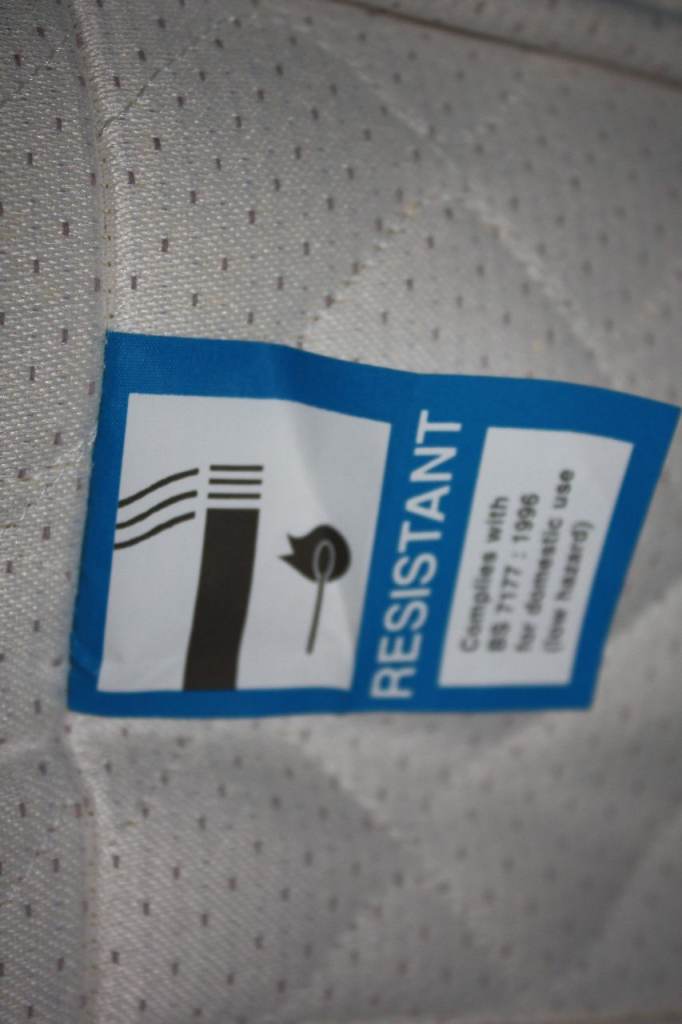 RESISTANT
Complies with
BS 7177 : 1996
for domestic use
(low hazard)